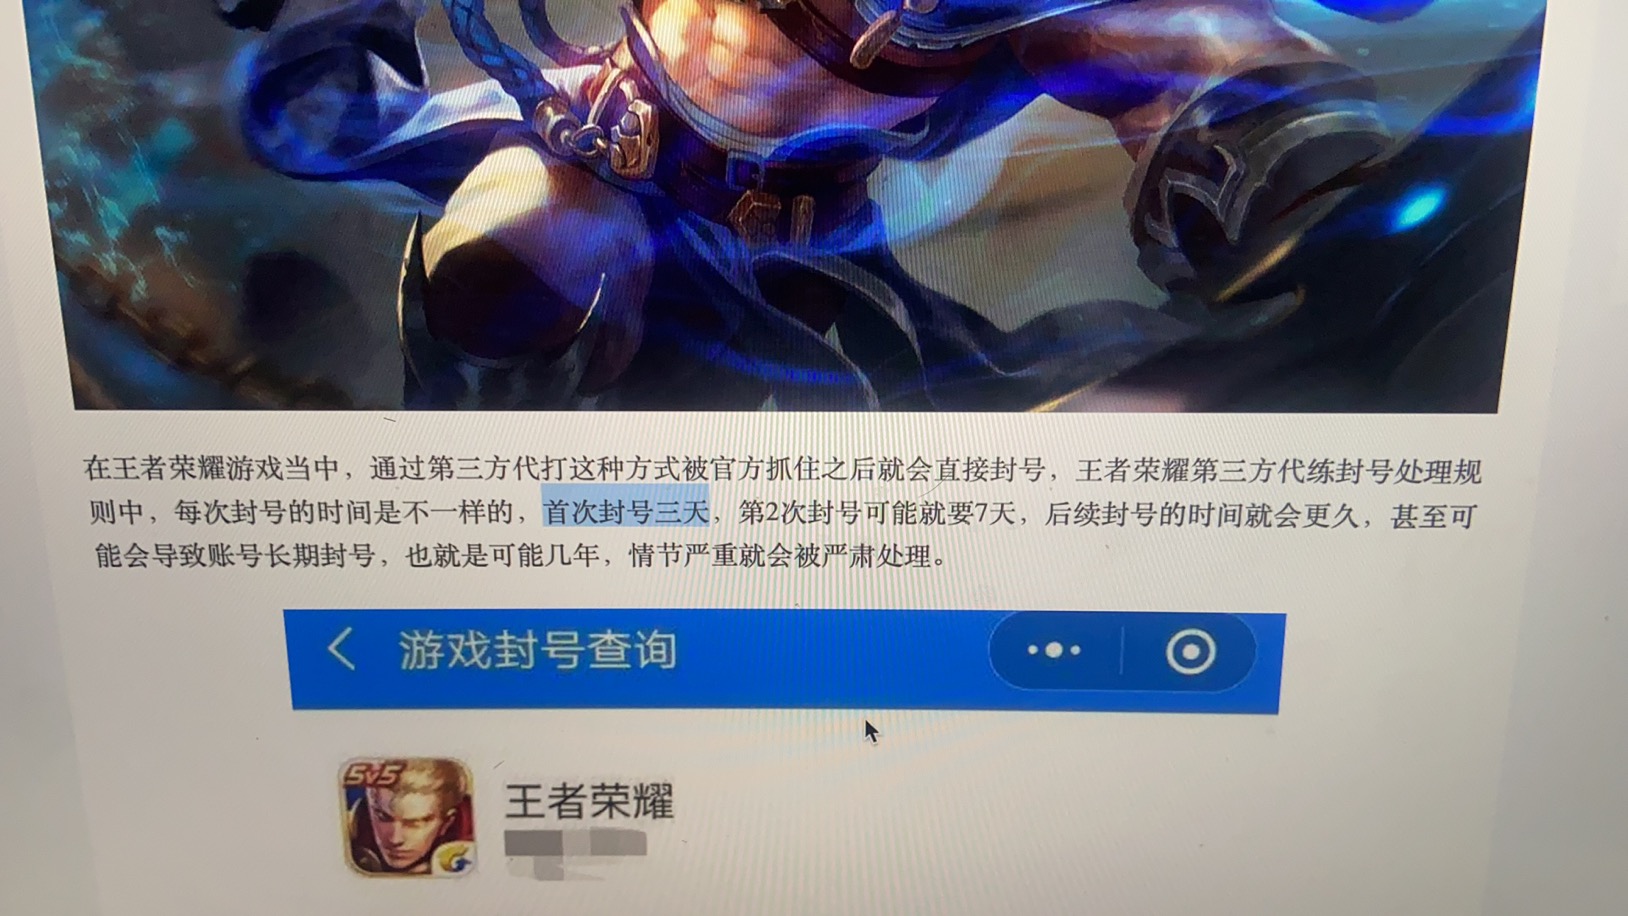 在王者荣耀游戏当中，通过第三方代打这种方式被官方抓住之后就会直接封号，王者荣耀第三方代练封号处理规
则中，每次封号的时间是不一样的，首次封号三天，第2次封号可能就要7天，后续封号的时间就会更久，甚至可
能会导致账号长期封号，也就是可能几年，情节严重就会被严肃处理。
游戏封号查询
5v5
王者荣耀